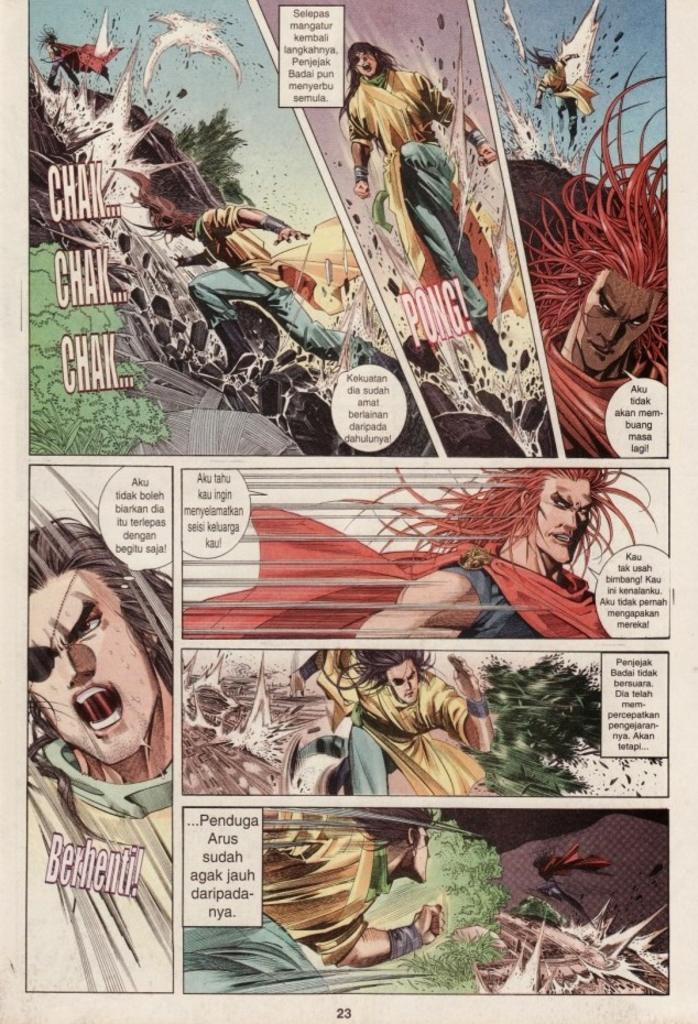 Selepas
mangatur
kembali
langkahnya,
Penjejak
Badai pun
menyerbu
semula.
CHAK...
CHAK...
CHAK...
Kekuatan
dia sudah
amat
berlainan
daripada
dahulunya!
PONG!
Aku
tidak
akan mem-
buang
masa
lagi!
Aku
tidak boleh
biarkan dia
itu terlepas
dengan
begitu saja!
Berhenti!
Aku tahu
kau ingin
menyelamatkan
seisi keluarga
kau!
Kau
tak usah
bimbang! Kau
ini kenalanku.
Aku tidak pernah
mengapakan
mereka!
Penjejak
Badai tidak
bersuara.
Dia telah
mem-
percepatkan
pengejaran-
nya. Akan
tetapi...
...Penduga
Arus
sudah
agak jauh
daripada-
nya.
23